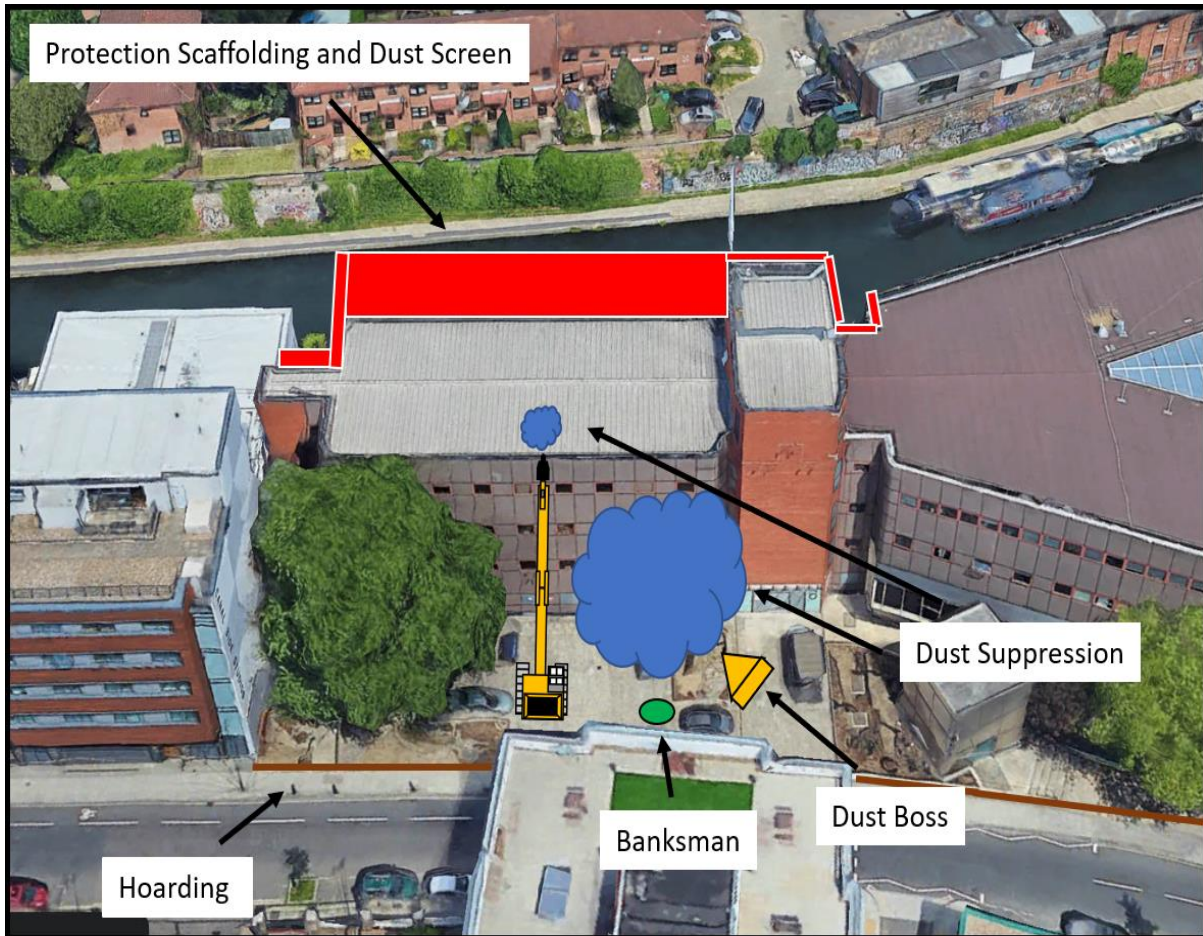 Protection Scaffolding and Dust Screen
Dust Suppression
Dust Boss
Banksman
Hoarding